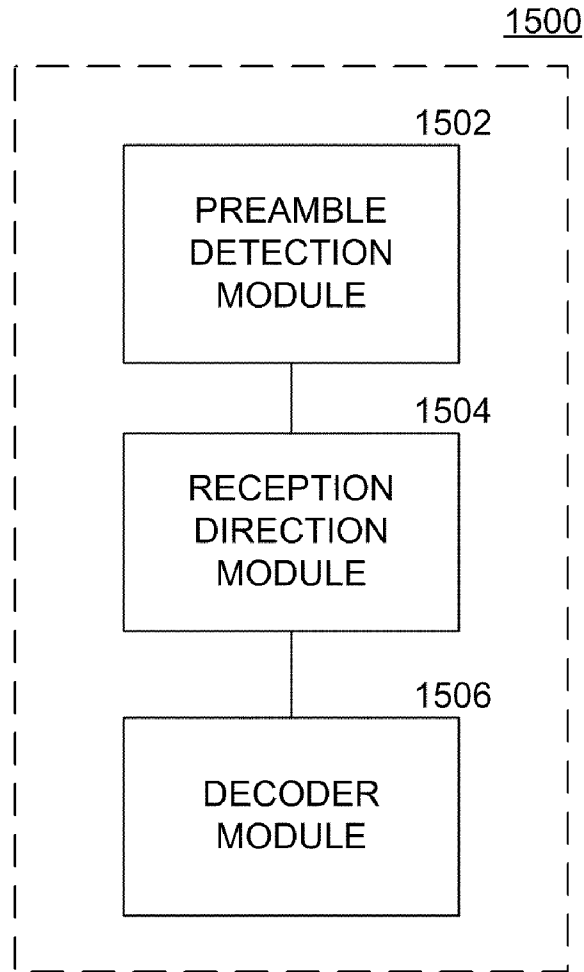 1500
1502
PREAMBLE
DETECTION
MODULE
1504
RECEPTION
DIRECTION
MODULE
1506
DECODER
MODULE